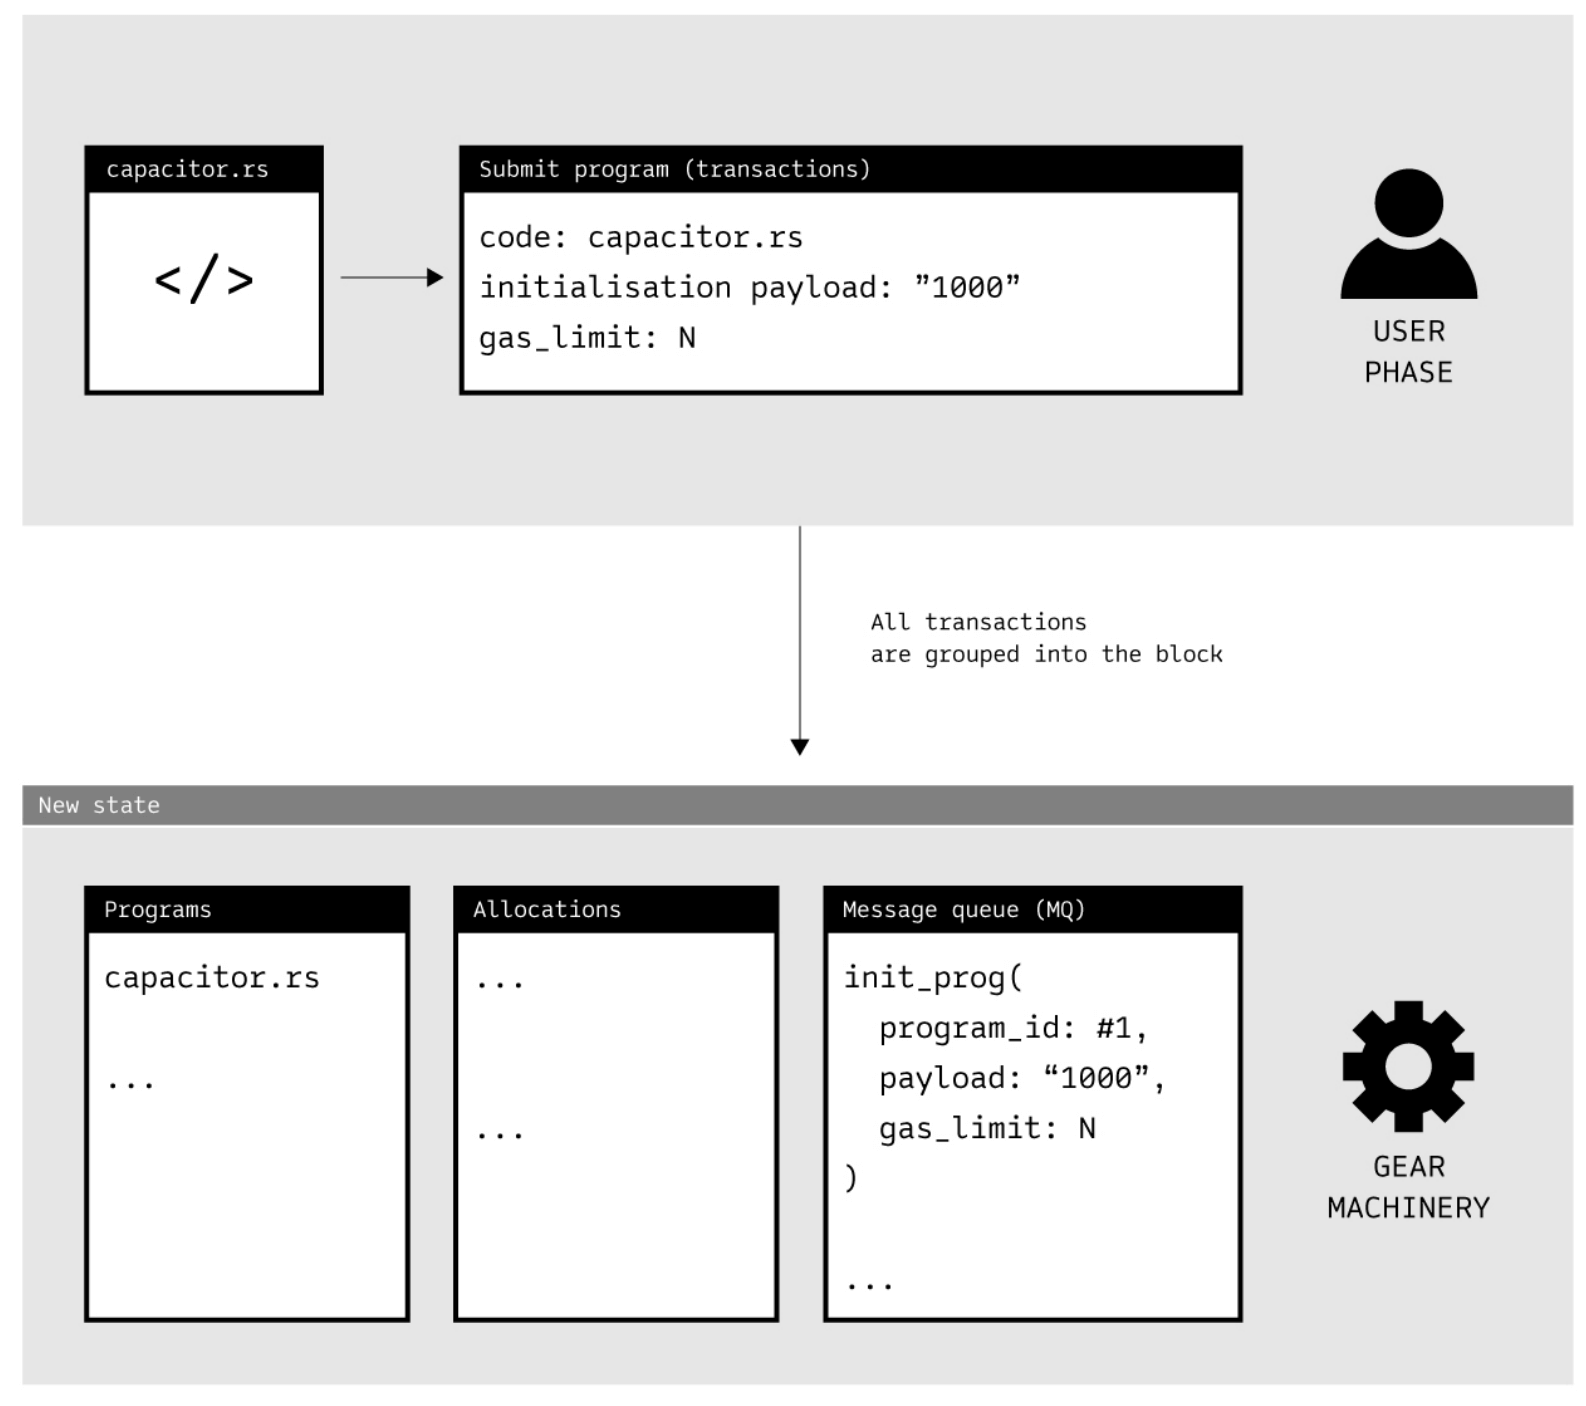 capacitor.rs
</>
Submit program (transactions)
code: capacitor.rs
initialisation payload: ”1000”
gas_limit: N
USER
PHASE
All transactions
are grouped into the block
New state
Programs
capacitor.rs
...
Allocations
...
...
Message queue (MQ)
init_prog(
program_id: #1,
payload: “1000”,
gas_limit: N
)
...
GEAR
MACHINERY